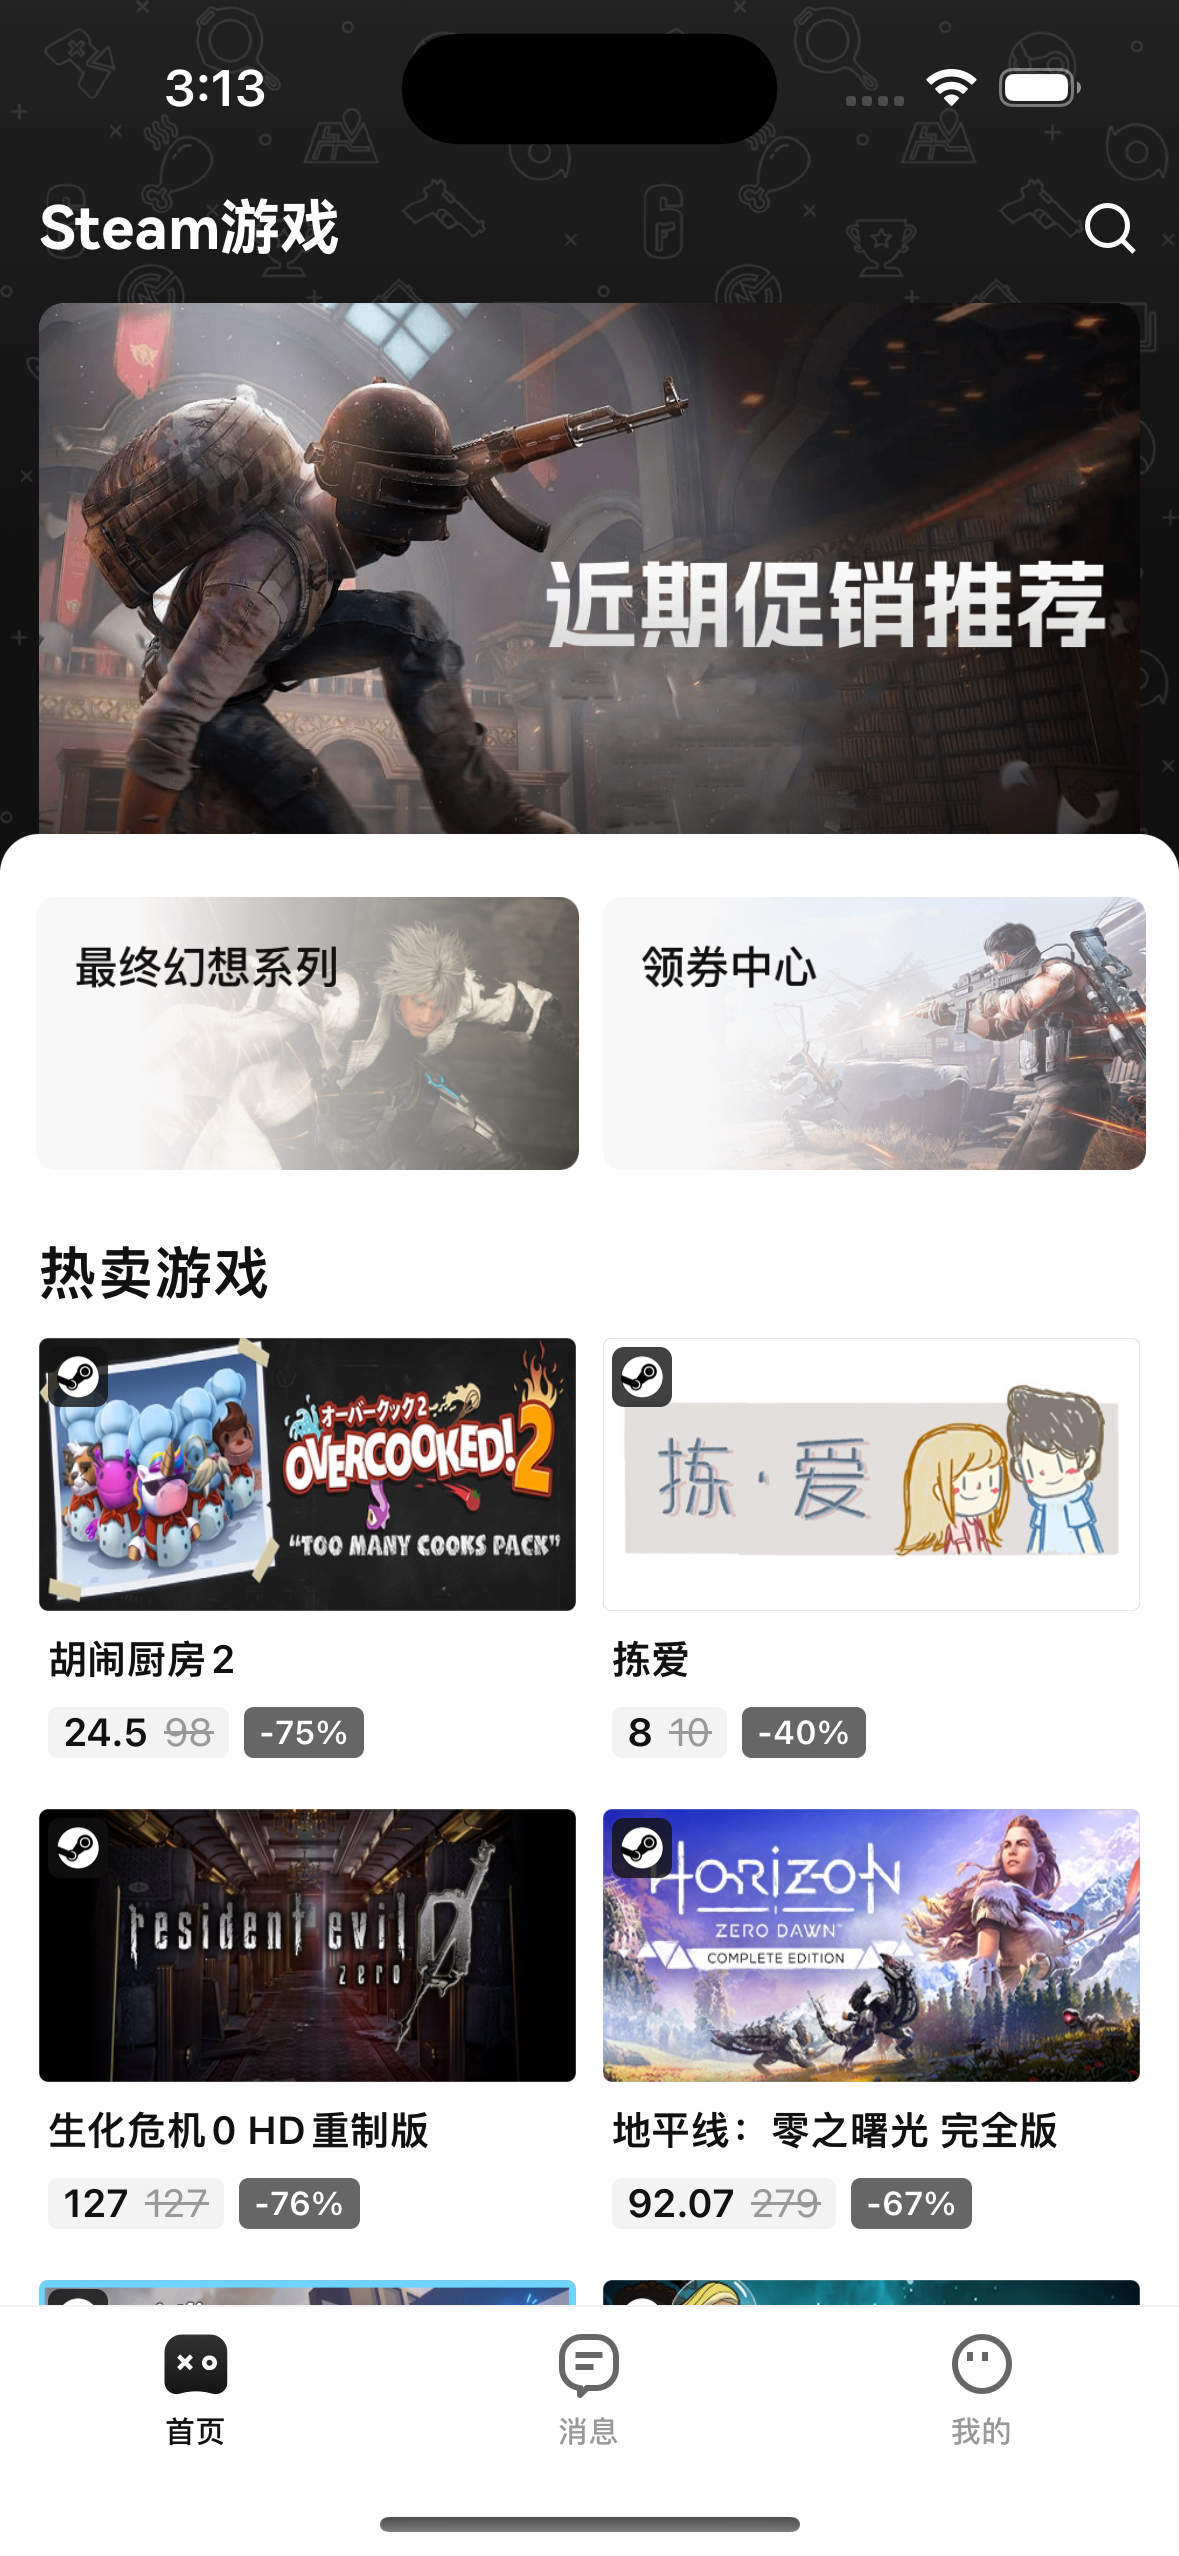 3:13
Steam游戏
近期促销推荐
最终幻想系列
领券中心
热卖游戏
オーバークック2
OVERCOOKED! 2
“TOO MANY COOKS PACK”
拣·爱
胡闹厨房2
拣爱
24.5 98 -75%
8 10 -40%
resident evil 0
zero
HORIZON
ZERO DAWN™
COMPLETE EDITION
生化危机0 HD重制版
地平线：零之曙光 完全版
127 127 -76%
92.07 279 -67%
首页
消息
我的